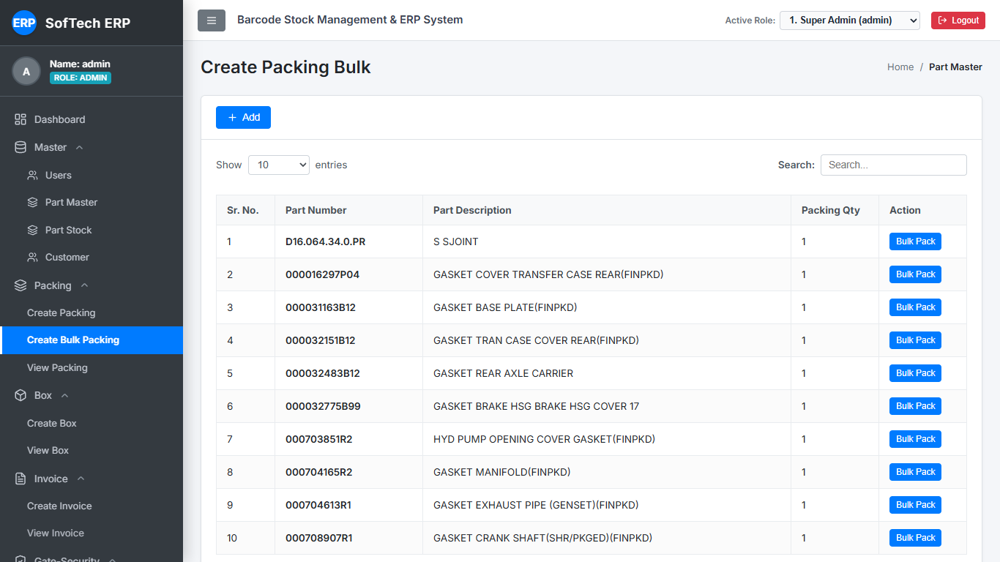 ERP SofTech ERP
A
Name: admin
ROLE: ADMIN
Dashboard
Master
Users
Part Master
Part Stock
Customer
Packing
Create Packing
Create Bulk Packing
View Packing
Box
Create Box
View Box
Invoice
Create Invoice
View Invoice
Gate-Security
Barcode Stock Management & ERP System
Active Role: 1. Super Admin (admin) Logout
Create Packing Bulk
Home / Part Master
+ Add
Show 10 entries
Search: Search...
Sr. No. Part Number Part Description Packing Qty Action
1 D16.064.34.0.PR S SJOINT 1 Bulk Pack
2 000016297P04 GASKET COVER TRANSFER CASE REAR(FINPKD) 1 Bulk Pack
3 000031163B12 GASKET BASE PLATE(FINPKD) 1 Bulk Pack
4 000032151B12 GASKET TRAN CASE COVER REAR(FINPKD) 1 Bulk Pack
5 000032483B12 GASKET REAR AXLE CARRIER 1 Bulk Pack
6 000032775B99 GASKET BRAKE HSG BRAKE HSG COVER 17 1 Bulk Pack
7 000703851R2 HYD PUMP OPENING COVER GASKET(FINPKD) 1 Bulk Pack
8 000704165R2 GASKET MANIFOLD(FINPKD) 1 Bulk Pack
9 000704613R1 GASKET EXHAUST PIPE (GENSET)(FINPKD) 1 Bulk Pack
10 000708907R1 GASKET CRANK SHAFT(SHR/PKGED)(FINPKD) 1 Bulk Pack